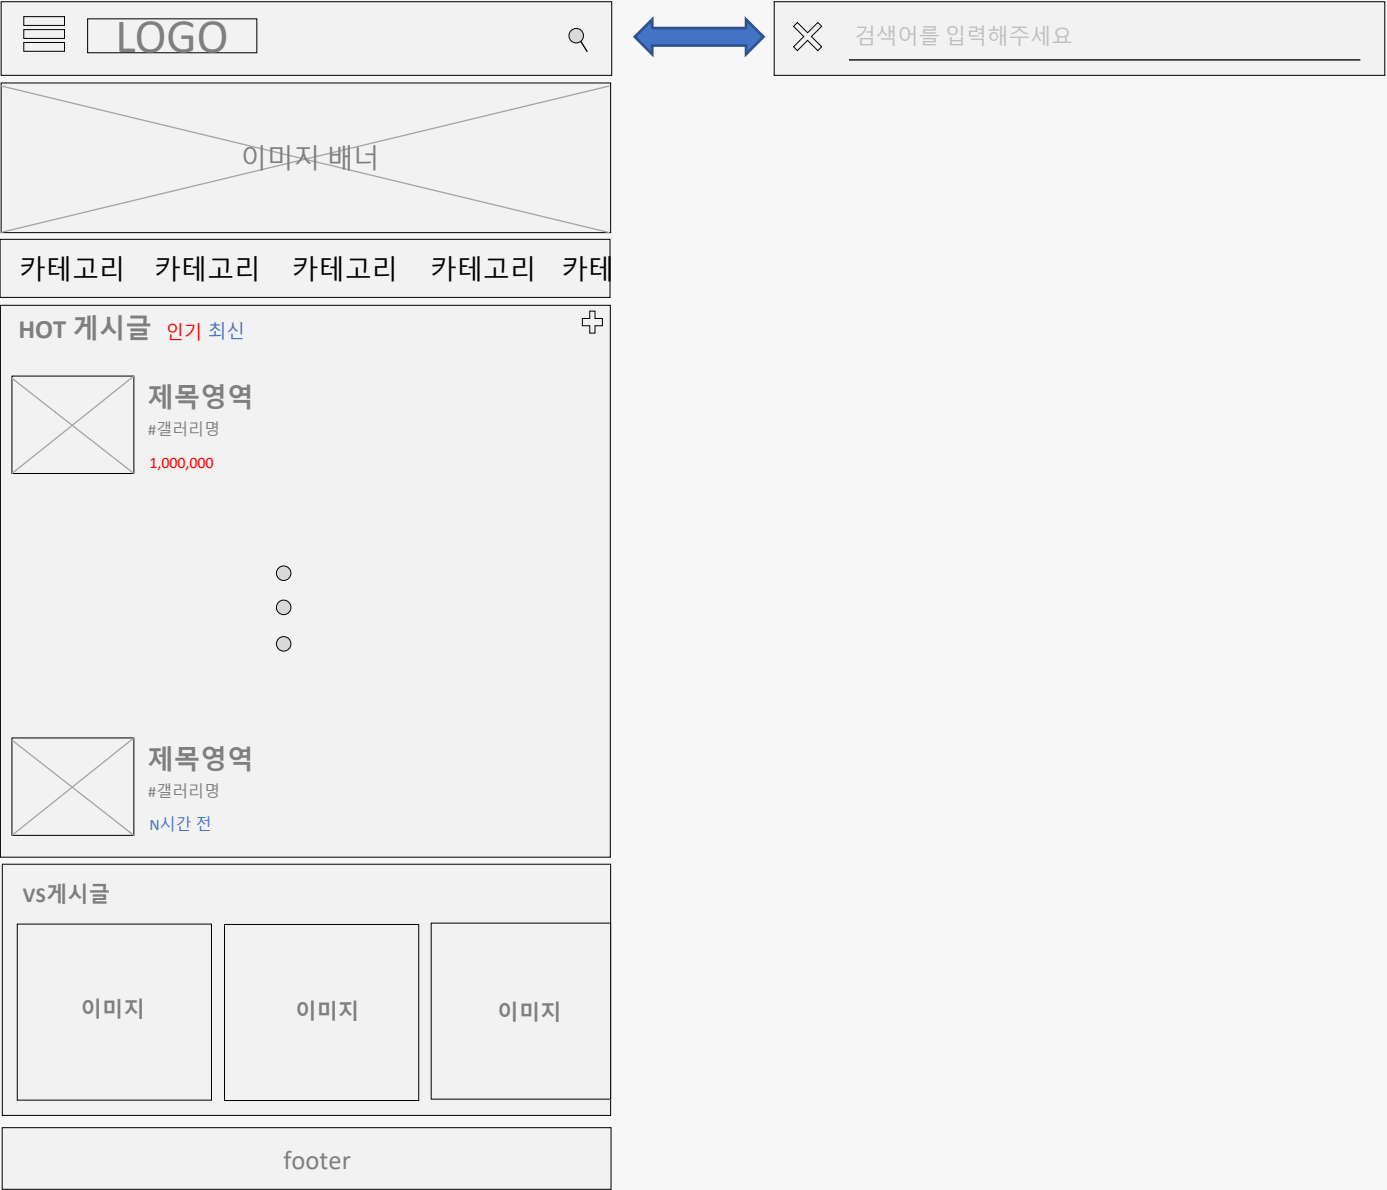 LOGO
검색어를 입력해주세요
이미지 배너
카테고리 카테고리 카테고리 카테고리 카테
HOT 게시글 인기 최신
제목영역
#갤러리명
1,000,000
제목영역
#갤러리명
N시간 전
VS게시글
이미지 이미지 이미지
footer